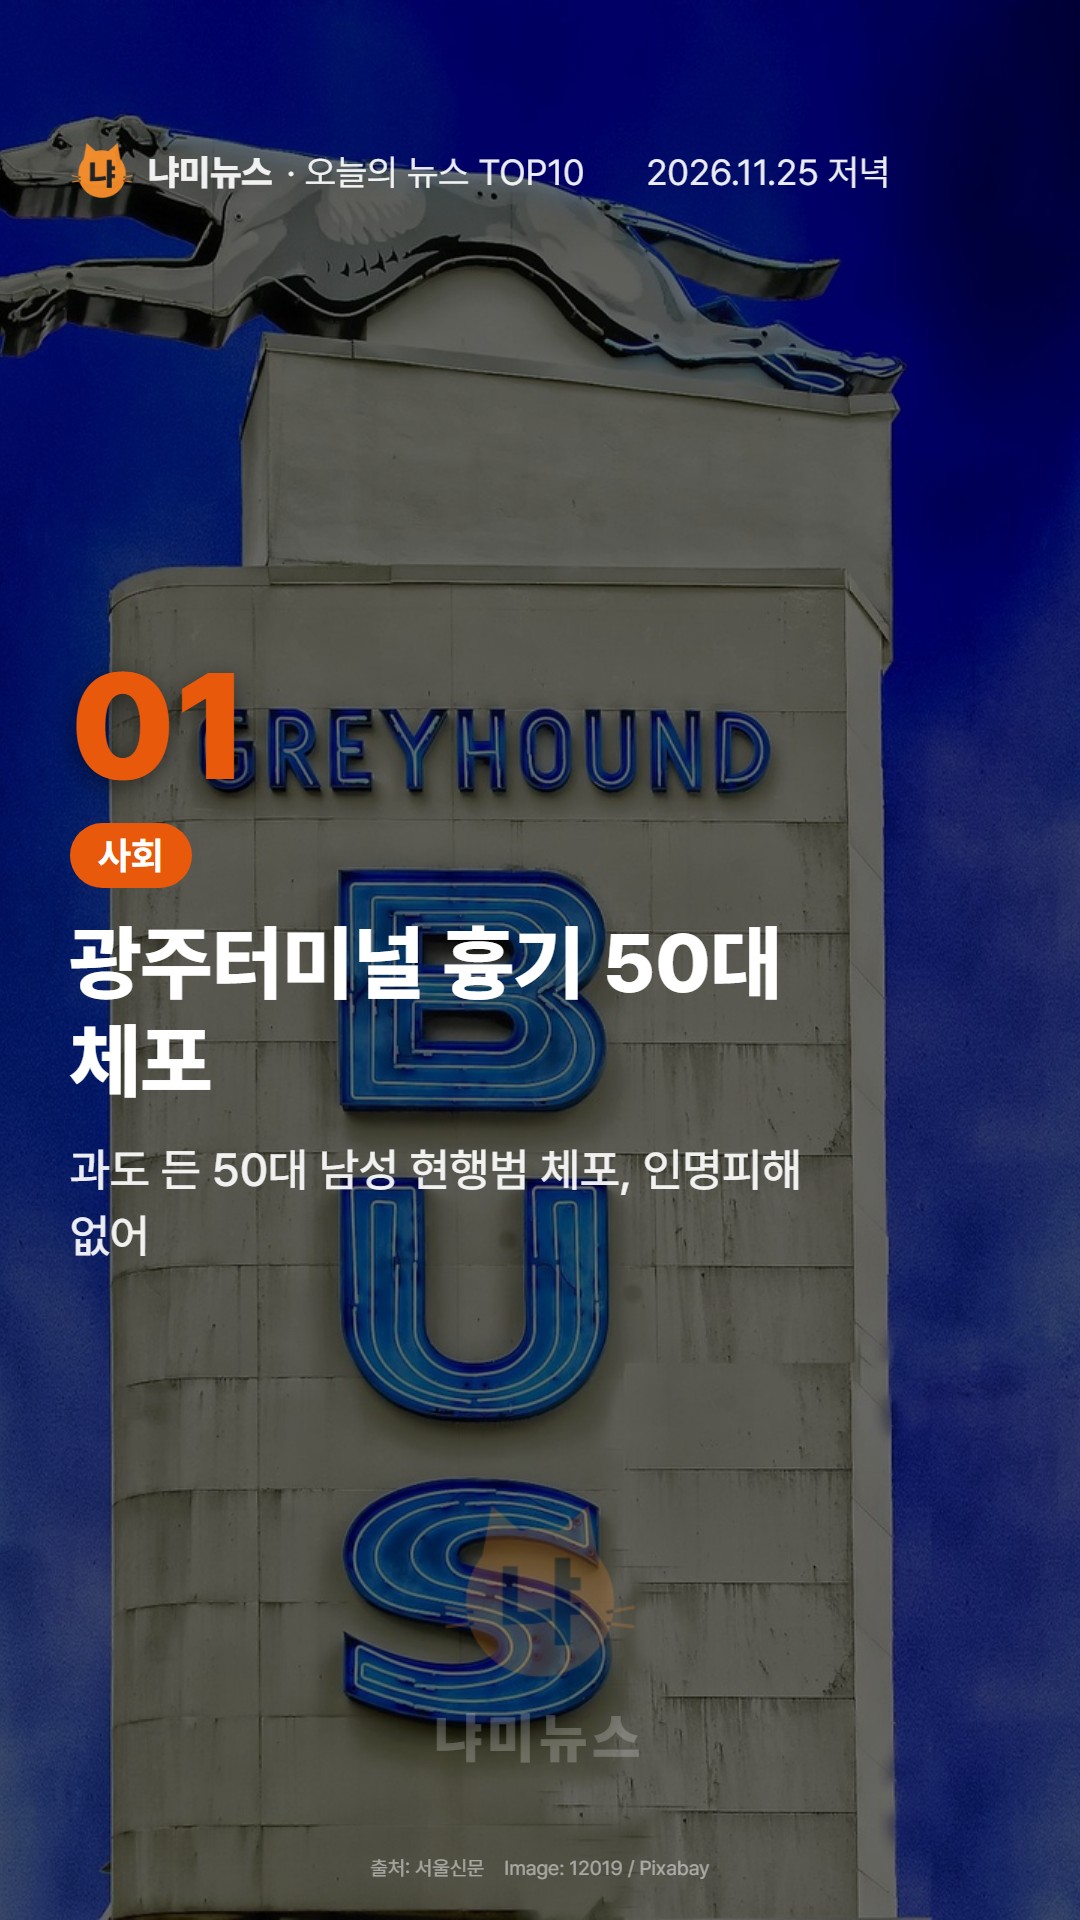 냐 냐미뉴스 · 오늘의 뉴스 TOP10 2026.11.25 저녁
01
GREYHOUND
사회
광주터미널 흉기 50대
체포
과도 든 50대 남성 현행범 체포, 인명피해
없어
B
U
S
냐
냐미뉴스
출처: 서울신문 Image: 12019 / Pixabay